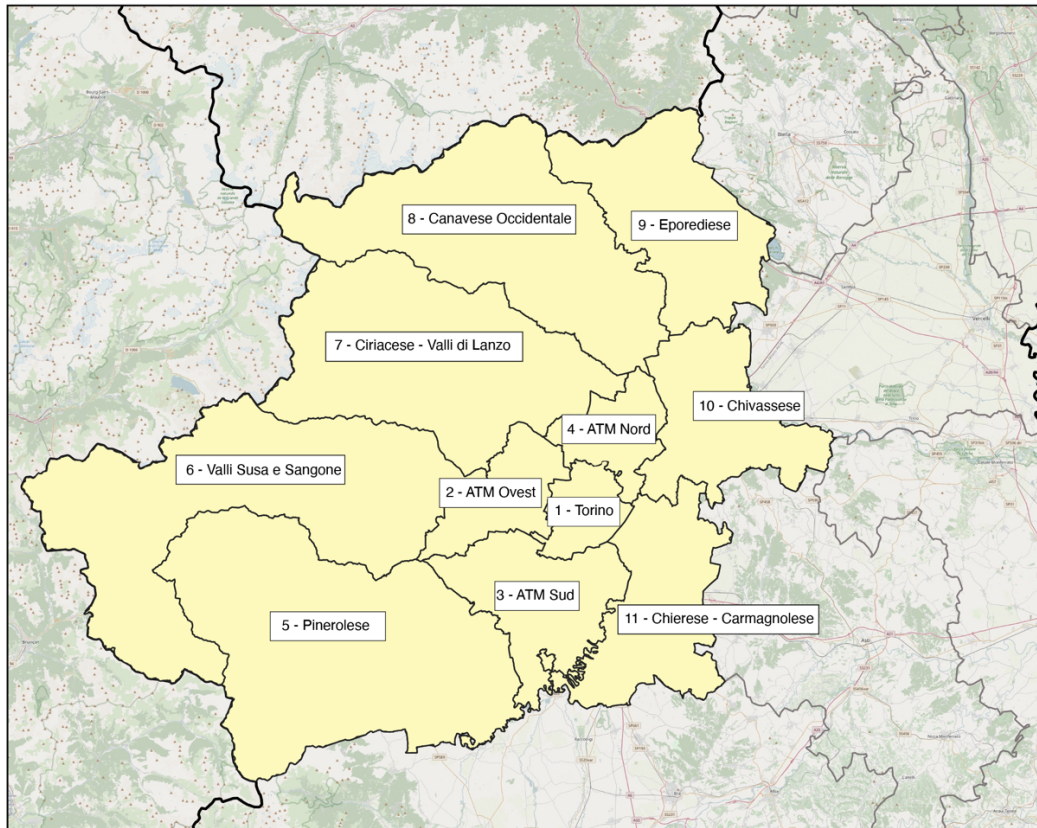 8 - Canavese Occidentale
9 - Eporediese
7 - Ciriacese - Valli di Lanzo
10 - Chivassese
4 - ATM Nord
6 - Valli Susa e Sangone
2 - ATM Ovest
1 - Torino
3 - ATM Sud
11 - Chierese - Carmagnolese
5 - Pinerolese